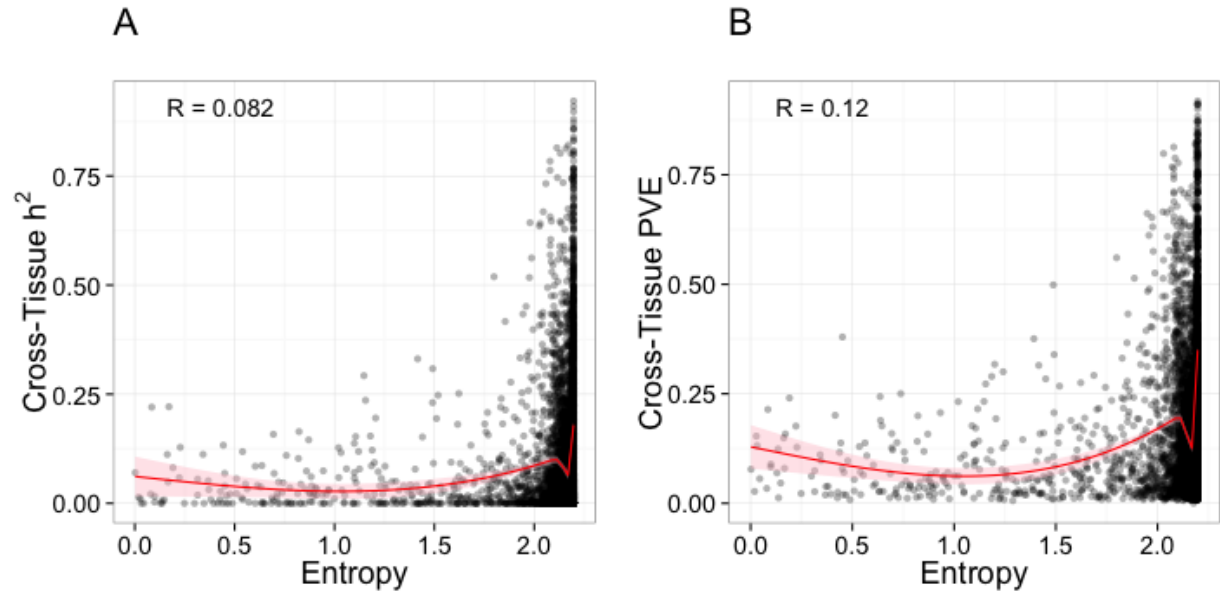 A
B
R = 0.082
R = 0.12
Cross-Tissue h²
0.75
0.50
0.25
0.00
0.0 0.5 1.0 1.5 2.0
Entropy
Cross-Tissue PVE
0.75
0.50
0.25
0.00
0.0 0.5 1.0 1.5 2.0
Entropy